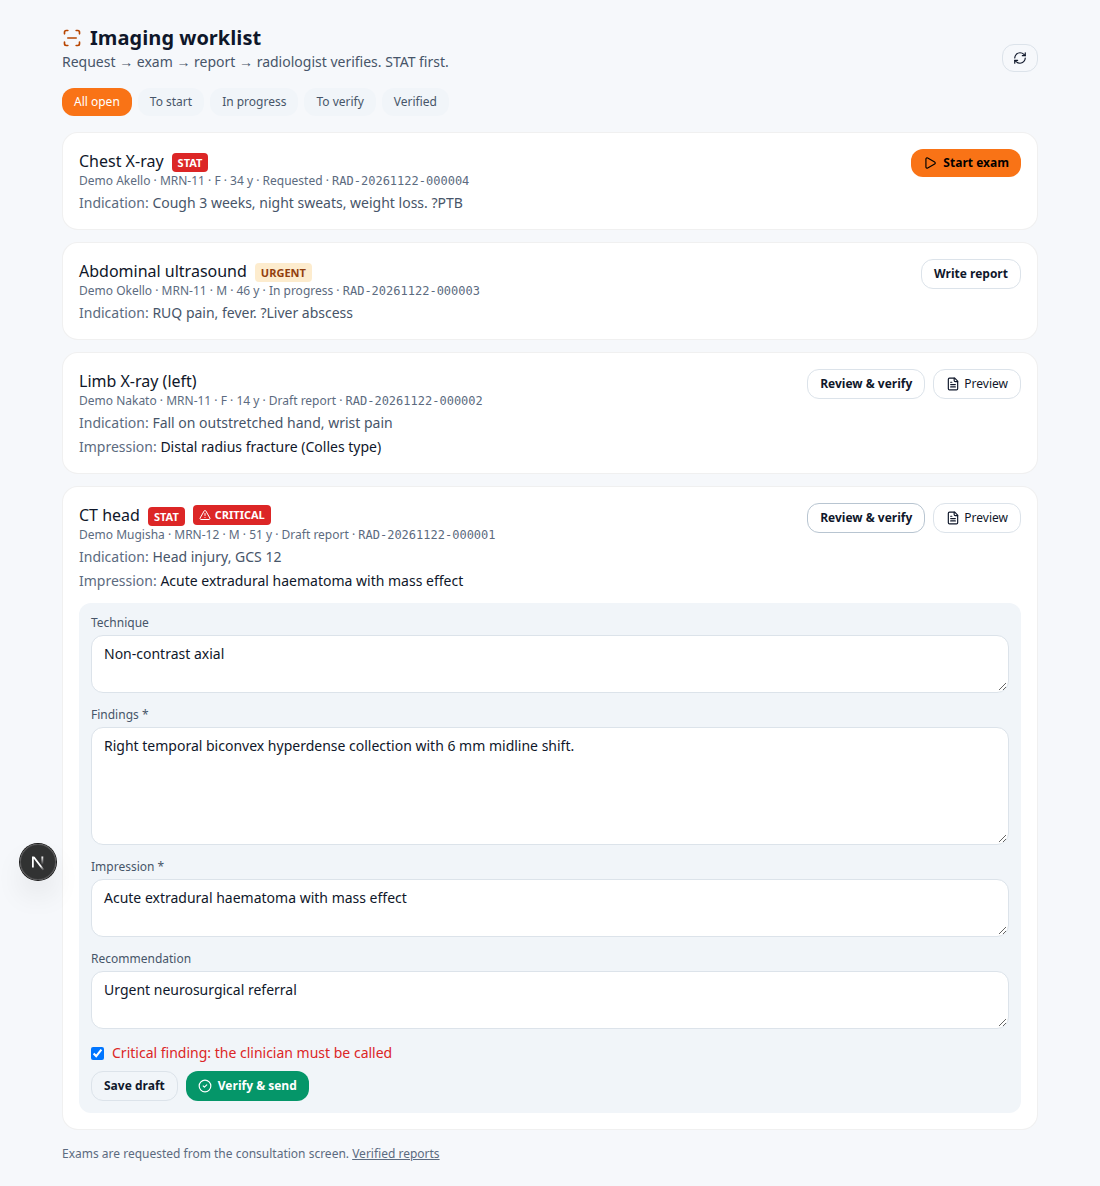 Imaging worklist
Request → exam → report → radiologist verifies. STAT first.
All open
To start
In progress
To verify
Verified
Chest X-ray STAT
Start exam
Demo Akello · MRN-11 · F · 34 y · Requested · RAD-20261122-000004
Indication: Cough 3 weeks, night sweats, weight loss. ?PTB
Abdominal ultrasound URGENT
Write report
Demo Okello · MRN-11 · M · 46 y · In progress · RAD-20261122-000003
Indication: RUQ pain, fever. ?Liver abscess
Limb X-ray (left)
Review & verify
Preview
Demo Nakato · MRN-11 · F · 14 y · Draft report · RAD-20261122-000002
Indication: Fall on outstretched hand, wrist pain
Impression: Distal radius fracture (Colles type)
CT head STAT CRITICAL
Review & verify
Preview
Demo Mugisha · MRN-12 · M · 51 y · Draft report · RAD-20261122-000001
Indication: Head injury, GCS 12
Impression: Acute extradural haematoma with mass effect
Technique
Non-contrast axial
Findings *
Right temporal biconvex hyperdense collection with 6 mm midline shift.
N
Impression *
Acute extradural haematoma with mass effect
Recommendation
Urgent neurosurgical referral
Critical finding: the clinician must be called
Save draft
Verify & send
Exams are requested from the consultation screen. Verified reports